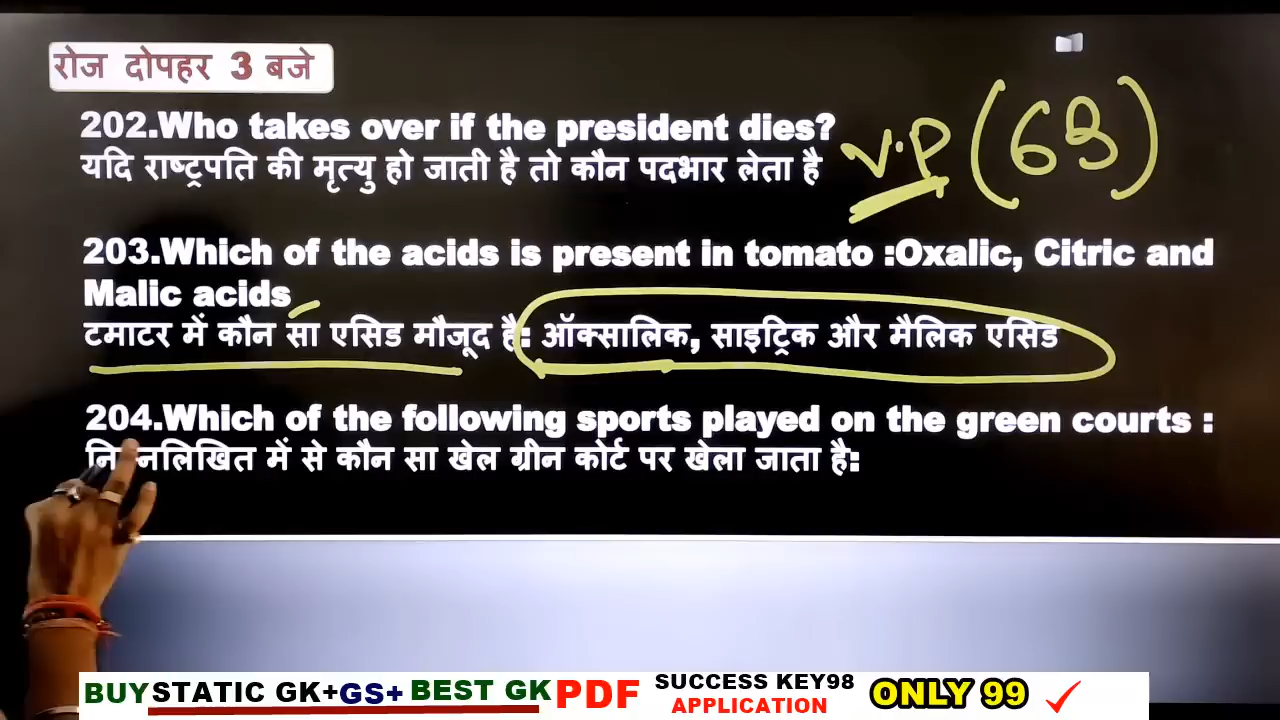 रोज दोपहर 3 बजे
202.Who takes over if the president dies?
यदि राष्ट्रपति की मृत्यु हो जाती है तो कौन पदभार लेता है
V.P (63)
203.Which of the acids is present in tomato :Oxalic, Citric and
Malic acids
टमाटर में कौन सा एसिड मौजूद है: ऑक्सालिक, साइट्रिक और मैलिक एसिड
204.Which of the following sports played on the green courts :
निम्नलिखित में से कौन सा खेल ग्रीन कोर्ट पर खेला जाता है:
BUY STATIC GK+GS+ BEST GK PDF SUCCESS KEY98 ONLY 99
APPLICATION